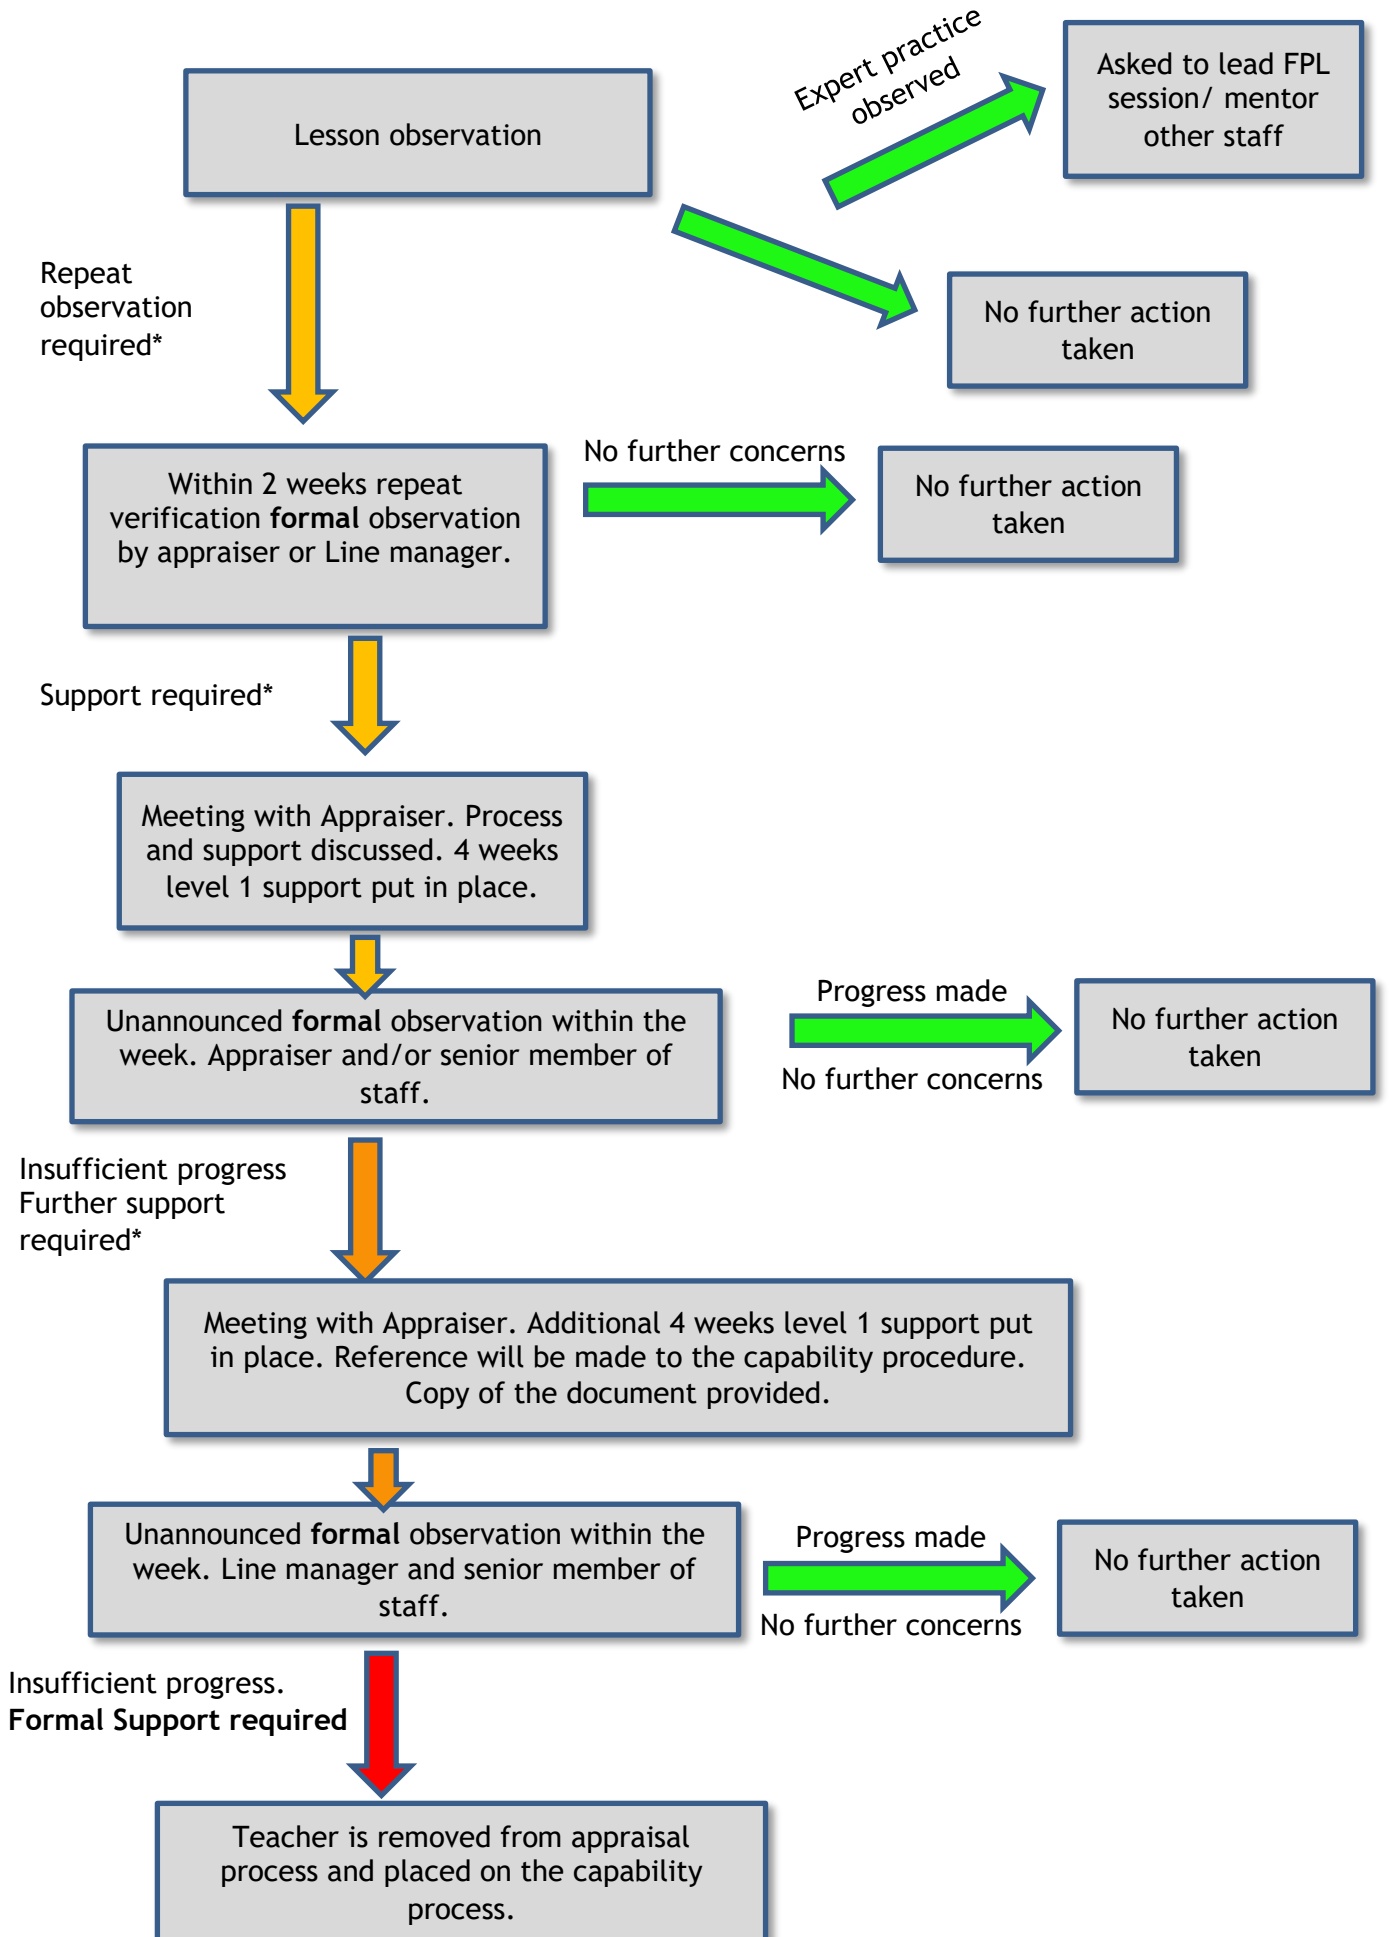 Expert practice
observed
Asked to lead FPL
session/ mentor
other staff
Lesson observation
Repeat
observation
required*
No further action
taken
Within 2 weeks repeat
verification formal observation
by appraiser or Line manager.
No further concerns
No further action
taken
Support required*
Meeting with Appraiser. Process
and support discussed. 4 weeks
level 1 support put in place.
Unannounced formal observation within the
week. Appraiser and/or senior member of
staff.
Progress made
No further concerns
No further action
taken
Insufficient progress
Further support
required*
Meeting with Appraiser. Additional 4 weeks level 1 support put
in place. Reference will be made to the capability procedure.
Copy of the document provided.
Unannounced formal observation within the
week. Line manager and senior member of
staff.
Progress made
No further concerns
No further action
taken
Insufficient progress.
Formal Support required
Teacher is removed from appraisal
process and placed on the capability
process.